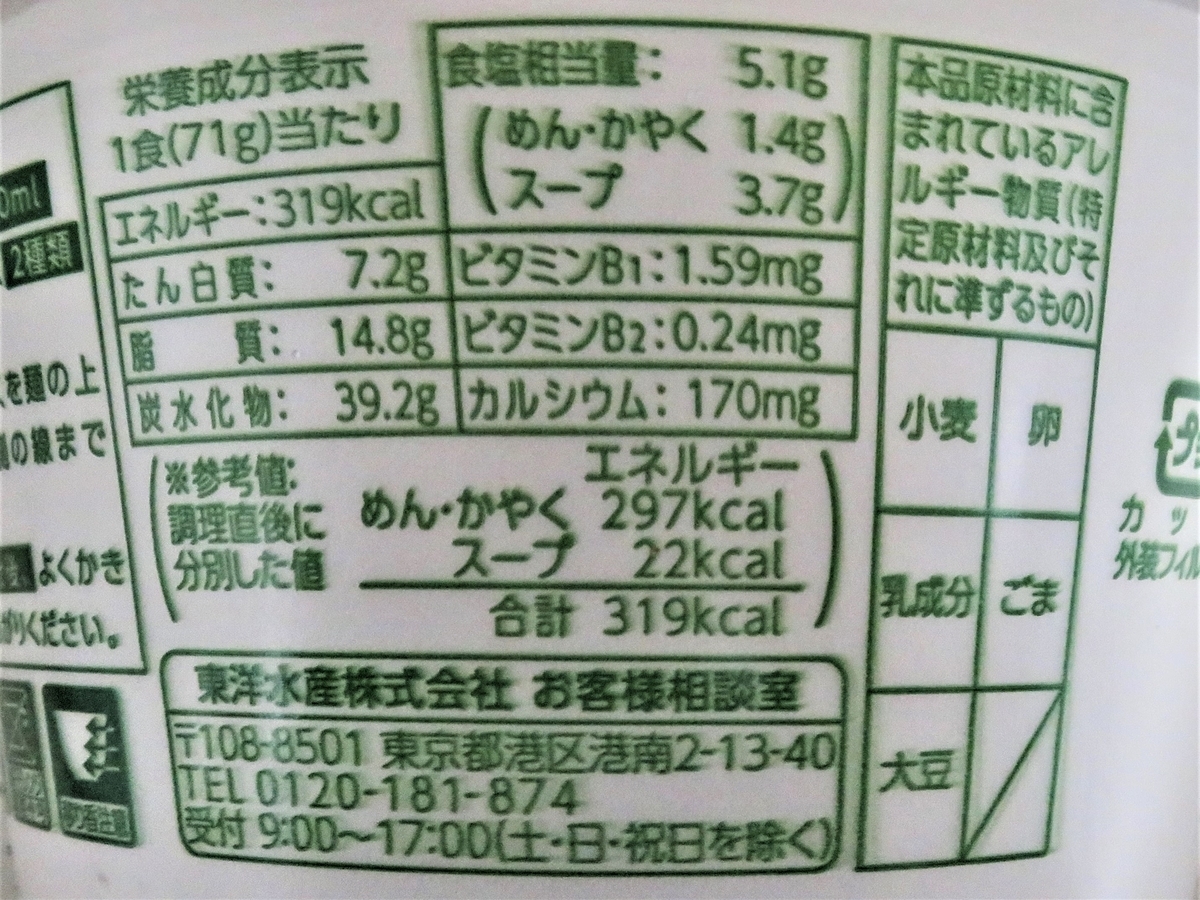 0ml
2種類
を麺の上
の線まで
よくかき
がりください。
栄養成分表示
1食(71g)当たり
エネルギー:319kcal
たん白質: 7.2g
脂質: 14.8g
炭水化物: 39.2g
食塩相当量: 5.1g
(めん・かやく 1.4g
スープ 3.7g)
ビタミンB1:1.59mg
ビタミンB2:0.24mg
カルシウム:170mg
(※参考値:
調理直後に
分別した値
エネルギー
めん・かやく 297kcal
スープ 22kcal
合計 319kcal)
東洋水産株式会社 お客様相談室
〒108-8501 東京都港区港南2-13-40
TEL 0120-181-874
受付 9:00~17:00(土・日・祝日を除く)
本品原材料に含
まれているアレ
ルギー物質(特
定原材料及びそ
れに準ずるもの)
小麦 卵
乳成分 ごま
大豆
プラ
カッ
外装フィル